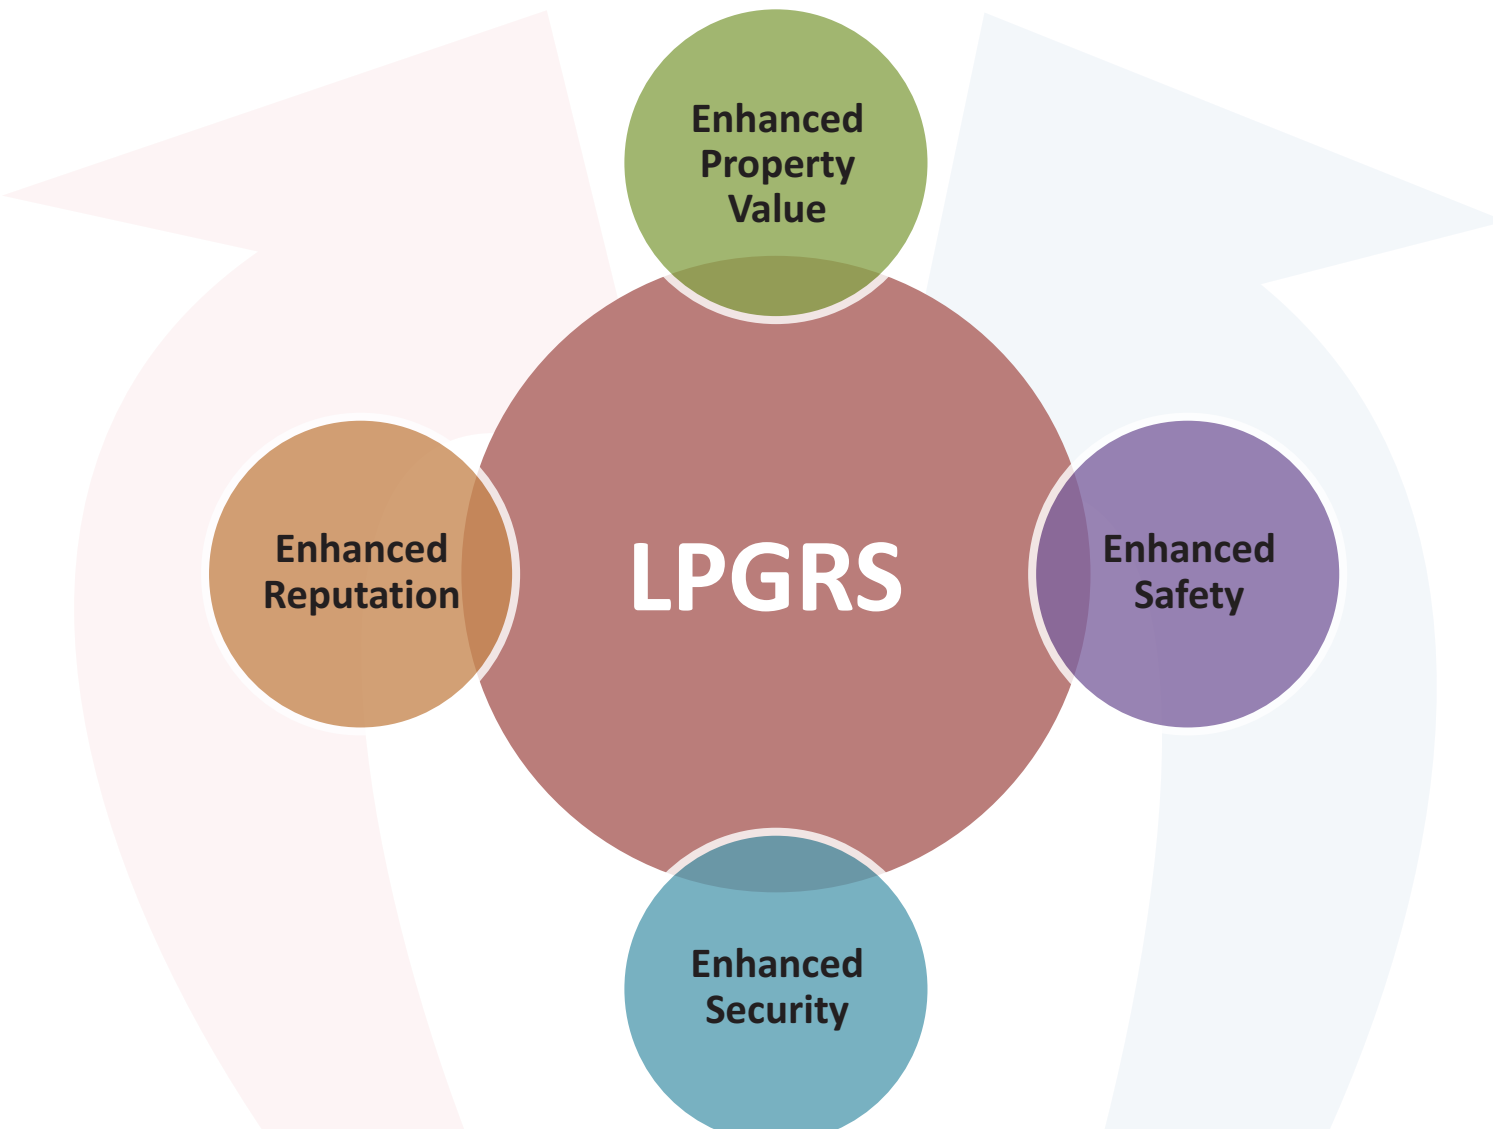 Enhanced
Property
Value
Enhanced
Reputation
LPGRS
Enhanced
Safety
Enhanced
Security